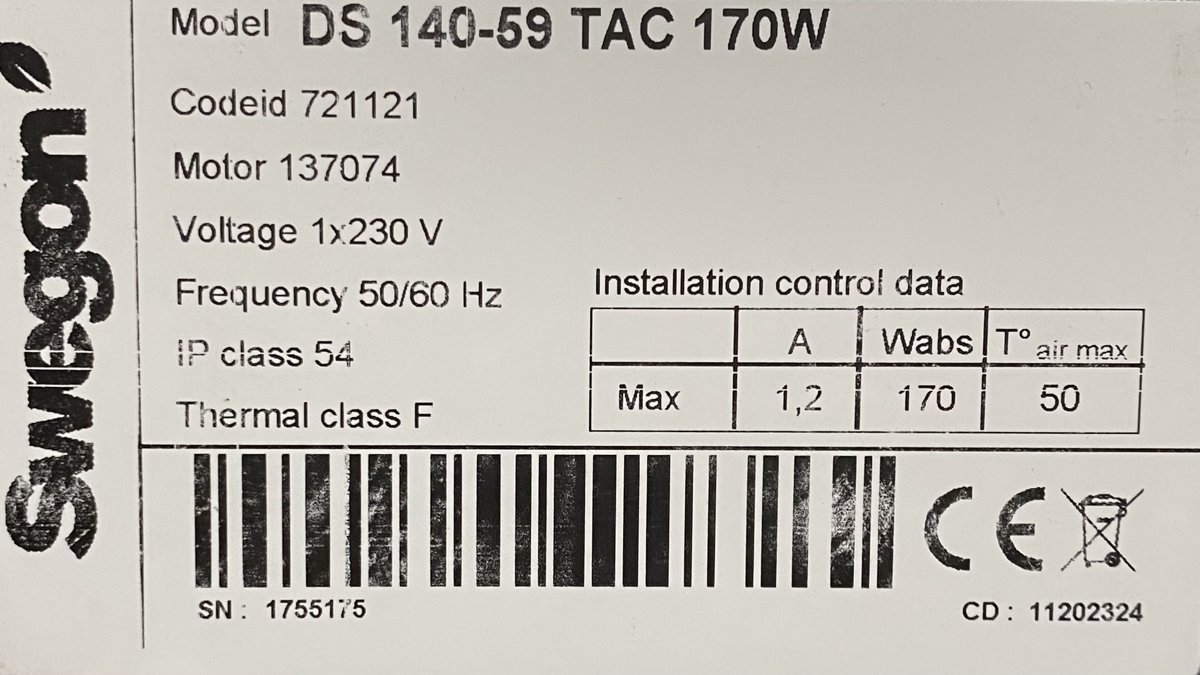 Swegon
Model DS 140-59 TAC 170W
Codeid 721121
Motor 137074
Voltage 1x230 V
Frequency 50/60 Hz
IP class 54
Thermal class F
Installation control data
A Wabs T° air max
Max 1,2 170 50
CE
SN : 1755175
CD : 11202324